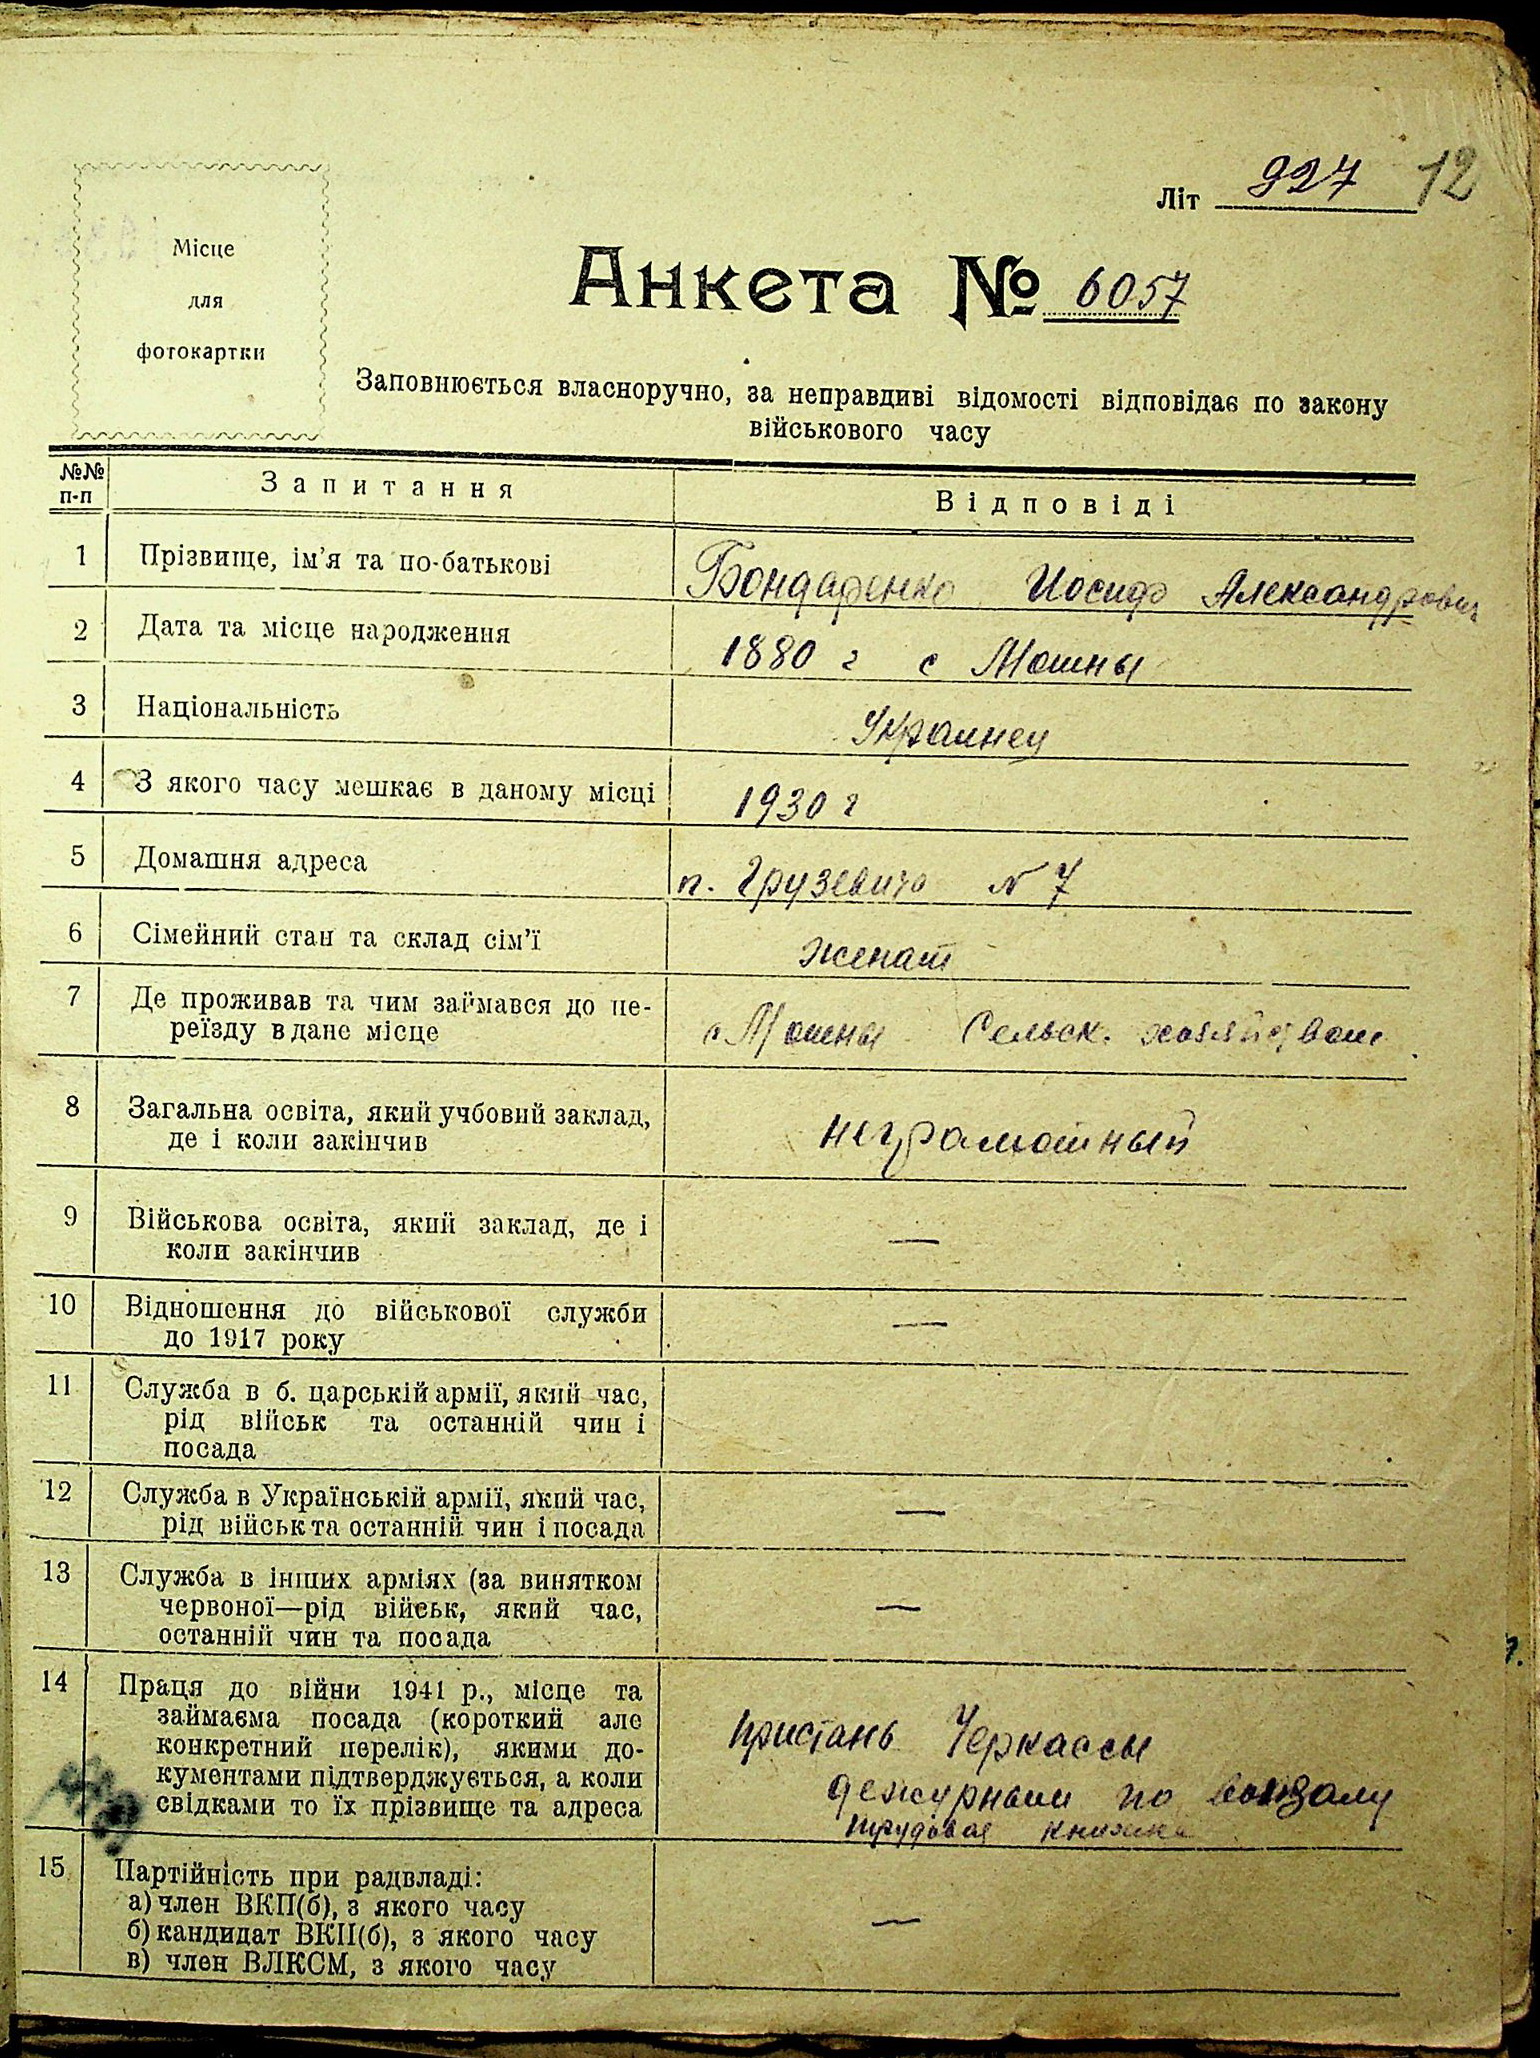 Літ 927 12
Місце
для
фотокартки
Анкета № 6057
Заповнюється власноручно, за неправдиві відомості відповідає по закону
військового часу
№№
п-п
Запитання
Відповіді
1 Прізвище, ім'я та по-батькові Бондаренко Иосиф Александрович
2 Дата та місце народження 1880 г с Мошны
3 Національність Украинец
4 З якого часу мешкає в даному місці 1930 г
5 Домашня адреса п. Грузевича N 7
6 Сімейний стан та склад сім'ї женат
7 Де проживав та чим займався до пе-
реїзду в дане місце с Мошны Сельск. хозяйством
8 Загальна освіта, який учбовий заклад,
де і коли закінчив неграмотный
9 Військова освіта, який заклад, де і
коли закінчив —
10 Відношення до військової служби
до 1917 року —
11 Служба в б. царській армії, який час,
рід військ та останній чин і
посада
12 Служба в Українській армії, який час,
рід військ та останній чин і посада —
13 Служба в інших арміях (за винятком
червоної—рід військ, який час,
останній чин та посада —
14 Праця до війни 1941 р., місце та
займаєма посада (короткий але
конкретний перелік), якими до-
кументами підтверджується, а коли
свідками то їх прізвище та адреса
пристань Черкассы
дежурным по вокзалу
трудовая книжка
15 Партійність при радвладі:
а) член ВКП(б), з якого часу
б) кандидат ВКП(б), з якого часу —
в) член ВЛКСМ, з якого часу